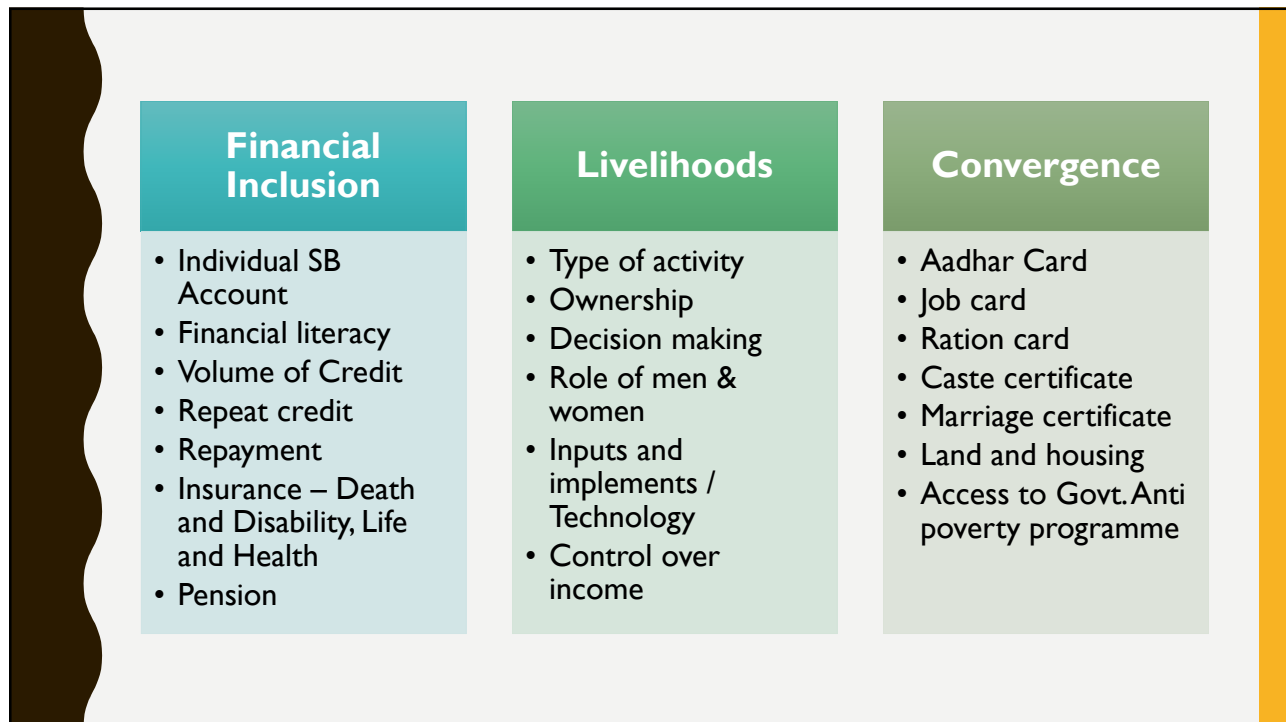 Financial
Inclusion
• Individual SB
Account
• Financial literacy
• Volume of Credit
• Repeat credit
• Repayment
• Insurance – Death
and Disability, Life
and Health
• Pension
Livelihoods
• Type of activity
• Ownership
• Decision making
• Role of men &
women
• Inputs and
implements /
Technology
• Control over
income
Convergence
• Aadhar Card
• Job card
• Ration card
• Caste certificate
• Marriage certificate
• Land and housing
• Access to Govt. Anti
poverty programme